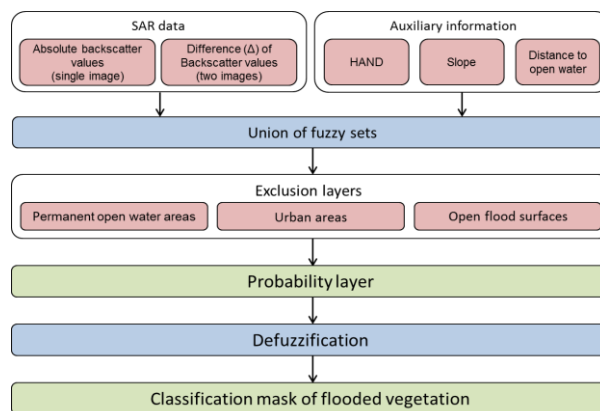 SAR data
Absolute backscatter
values
(single image)
Difference (Δ) of
Backscatter values
(two images)
Auxiliary information
HAND
Slope
Distance to
open water
Union of fuzzy sets
Exclusion layers
Permanent open water areas
Urban areas
Open flood surfaces
Probability layer
Defuzzification
Classification mask of flooded vegetation